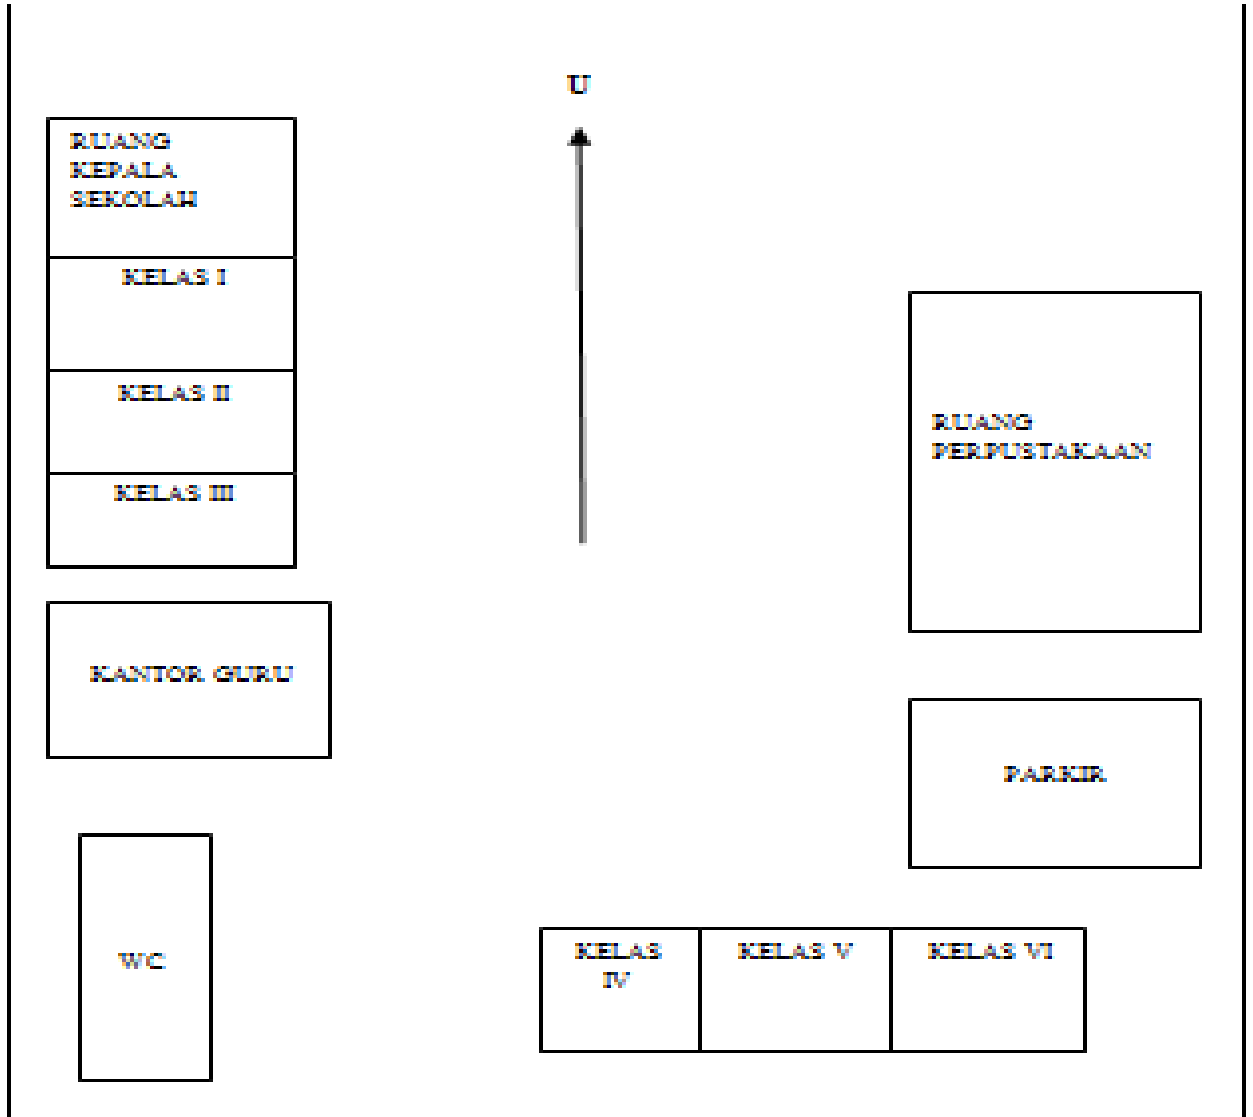 U
RUANG
KEPALA
SEKOLAH
KELAS I
KELAS II
KELAS III
RUANG
PERPUSTAKAAN
KANTOR GURU
PARKIR
WC
KELAS
IV
KELAS V
KELAS VI